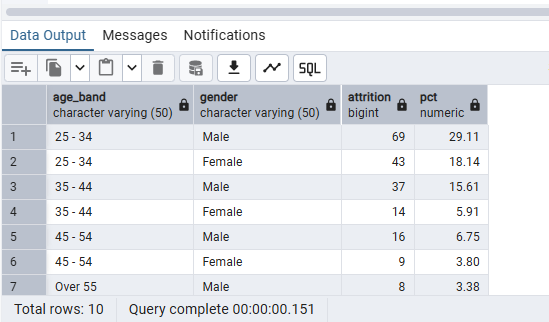 Data Output Messages Notifications
SQL
age_band gender attrition pct
character varying (50) character varying (50) bigint numeric
1 25 - 34 Male 69 29.11
2 25 - 34 Female 43 18.14
3 35 - 44 Male 37 15.61
4 35 - 44 Female 14 5.91
5 45 - 54 Male 16 6.75
6 45 - 54 Female 9 3.80
7 Over 55 Male 8 3.38
Total rows: 10 Query complete 00:00:00.151